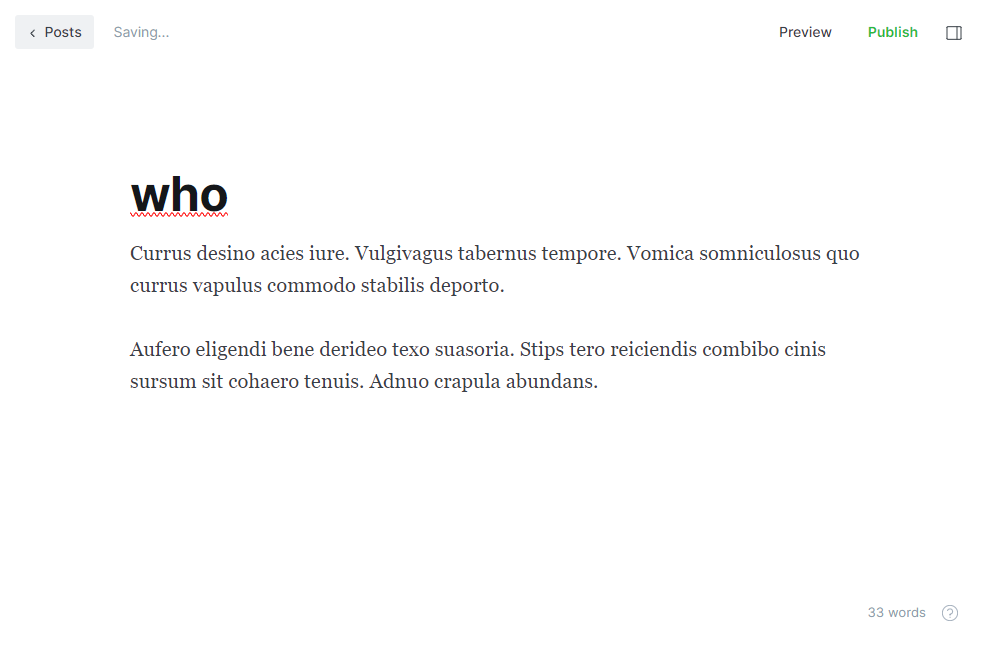 Posts Saving... Preview Publish
who
Currus desino acies iure. Vulgivagus tabernus tempore. Vomica somniculosus quo
currus vapulus commodo stabilis deporto.
Aufero eligendi bene derideo texo suasoria. Stips tero reiciendis combibo cinis
sursum sit cohaero tenuis. Adnuo crapula abundans.
33 words